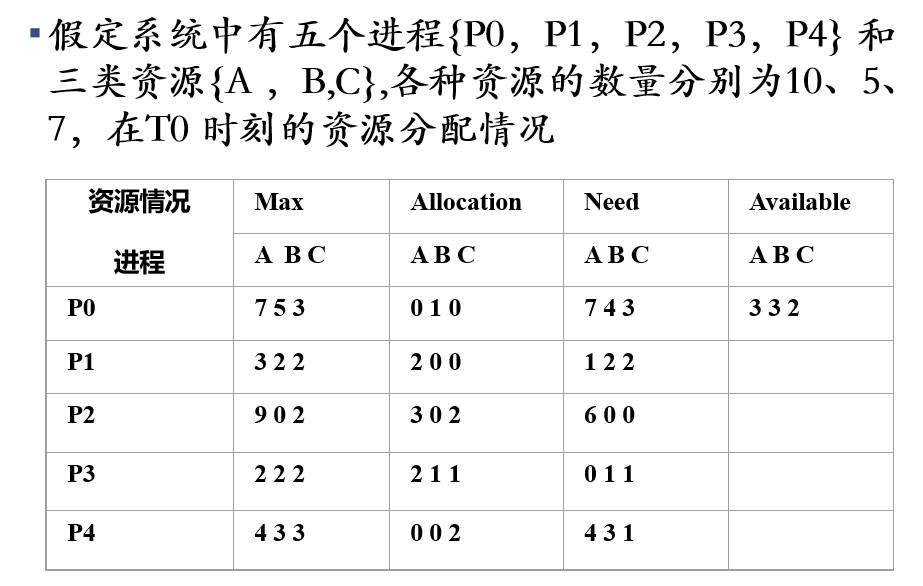 ▪假定系统中有五个进程{P0，P1，P2，P3，P4} 和
三类资源{A ，B,C},各种资源的数量分别为10、5、
7，在T0 时刻的资源分配情况
资源情况 Max Allocation Need Available
进程 A B C A B C A B C A B C
P0 7 5 3 0 1 0 7 4 3 3 3 2
P1 3 2 2 2 0 0 1 2 2
P2 9 0 2 3 0 2 6 0 0
P3 2 2 2 2 1 1 0 1 1
P4 4 3 3 0 0 2 4 3 1